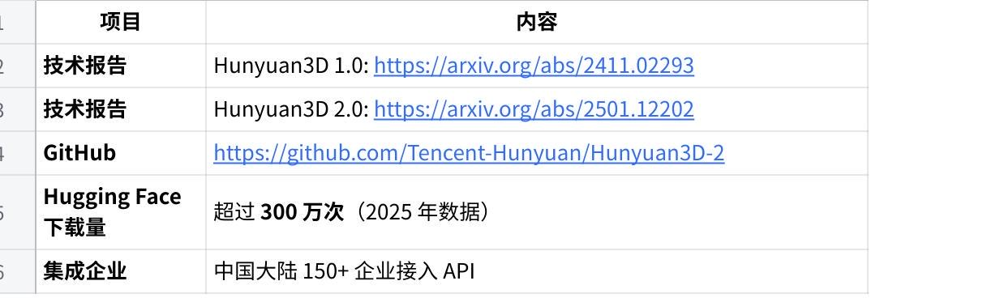 1 项目 内容
2 技术报告 Hunyuan3D 1.0: https://arxiv.org/abs/2411.02293
3 技术报告 Hunyuan3D 2.0: https://arxiv.org/abs/2501.12202
4 GitHub https://github.com/Tencent-Hunyuan/Hunyuan3D-2
5 Hugging Face
下载量 超过 300 万次（2025 年数据）
6 集成企业 中国大陆 150+ 企业接入 API